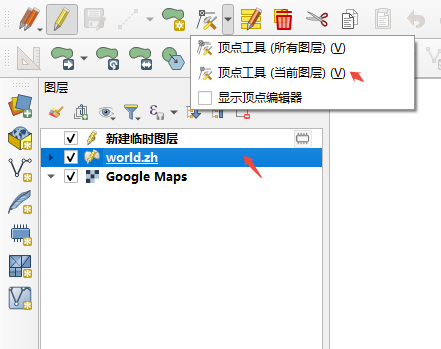 顶点工具 (所有图层) (V)
顶点工具 (当前图层) (V)
显示顶点编辑器
图层
新建临时图层
world.zh
Google Maps